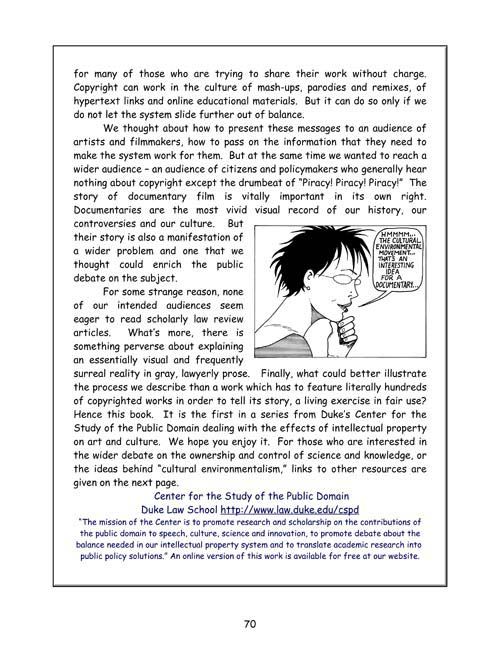 for many of those who are trying to share their work without charge.
Copyright can work in the culture of mash-ups, parodies and remixes, of
hypertext links and online educational materials. But it can do so only if we
do not let the system slide further out of balance.
We thought about how to present these messages to an audience of
artists and filmmakers, how to pass on the information that they need to
make the system work for them. But at the same time we wanted to reach a
wider audience – an audience of citizens and policymakers who generally hear
nothing about copyright except the drumbeat of "Piracy! Piracy! Piracy!" The
story of documentary film is vitally important in its own right.
Documentaries are the most vivid visual record of our history, our
controversies and our culture. But
their story is also a manifestation of
a wider problem and one that we
thought could enrich the public
debate on the subject.
For some strange reason, none
of our intended audiences seem
eager to read scholarly law review
articles. What's more, there is
something perverse about explaining
an essentially visual and frequently
HMMMM...
THE CULTURAL
ENVIRONMENTAL
MOVEMENT...
THAT'S AN
INTERESTING
IDEA
FOR A
DOCUMENTARY...
surreal reality in gray, lawyerly prose. Finally, what could better illustrate
the process we describe than a work which has to feature literally hundreds
of copyrighted works in order to tell its story, a living exercise in fair use?
Hence this book. It is the first in a series from Duke's Center for the
Study of the Public Domain dealing with the effects of intellectual property
on art and culture. We hope you enjoy it. For those who are interested in
the wider debate on the ownership and control of science and knowledge, or
the ideas behind "cultural environmentalism," links to other resources are
given on the next page.
Center for the Study of the Public Domain
Duke Law School http://www.law.duke.edu/cspd
"The mission of the Center is to promote research and scholarship on the contributions of
the public domain to speech, culture, science and innovation, to promote debate about the
balance needed in our intellectual property system and to translate academic research into
public policy solutions." An online version of this work is available for free at our website.
70